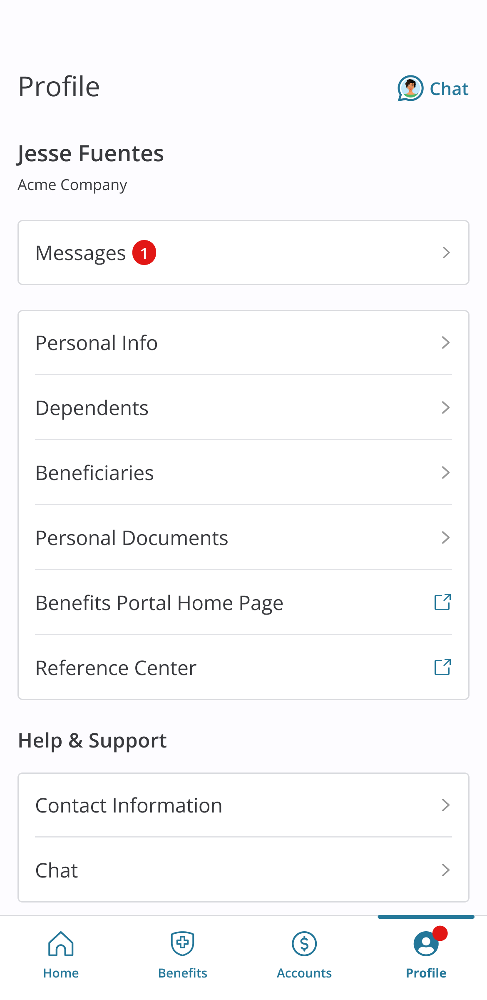 Profile
Chat
Jesse Fuentes
Acme Company
Messages 1
Personal Info
Dependents
Beneficiaries
Personal Documents
Benefits Portal Home Page
Reference Center
Help & Support
Contact Information
Chat
Home
Benefits
Accounts
Profile